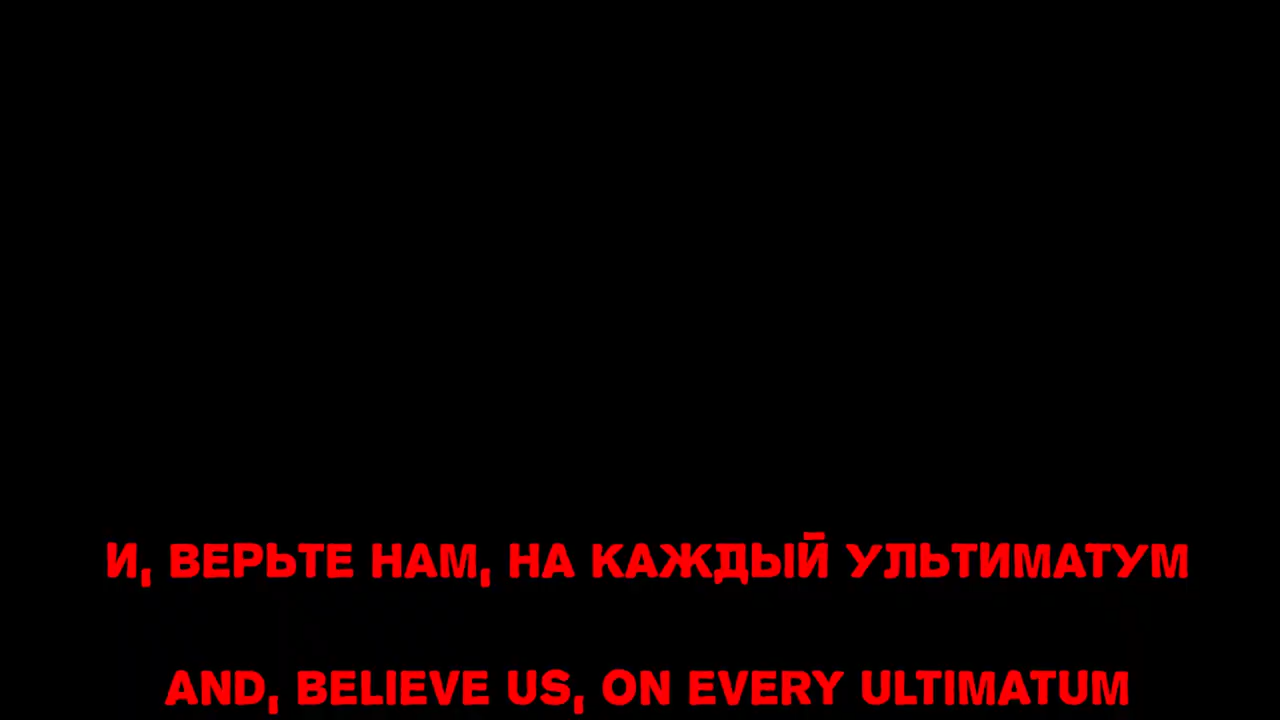 И, ВЕРЬТЕ НАМ, НА КАЖДЫЙ УЛЬТИМАТУМ
AND, BELIEVE US, ON EVERY ULTIMATUM